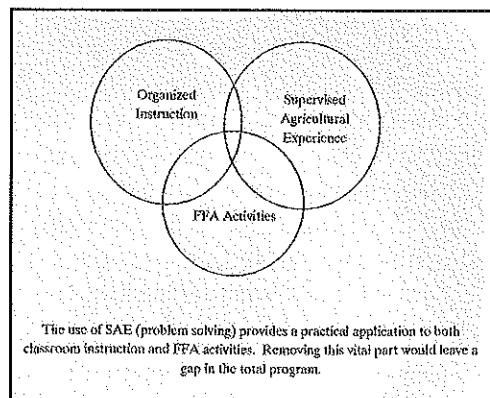 Organized
Instruction
Supervised
Agricultural
Experience
FFA Activities
The use of SAE (problem solving) provides a practical application to both
classroom instruction and FFA activities. Removing this vital part would leave a
gap in the total program.